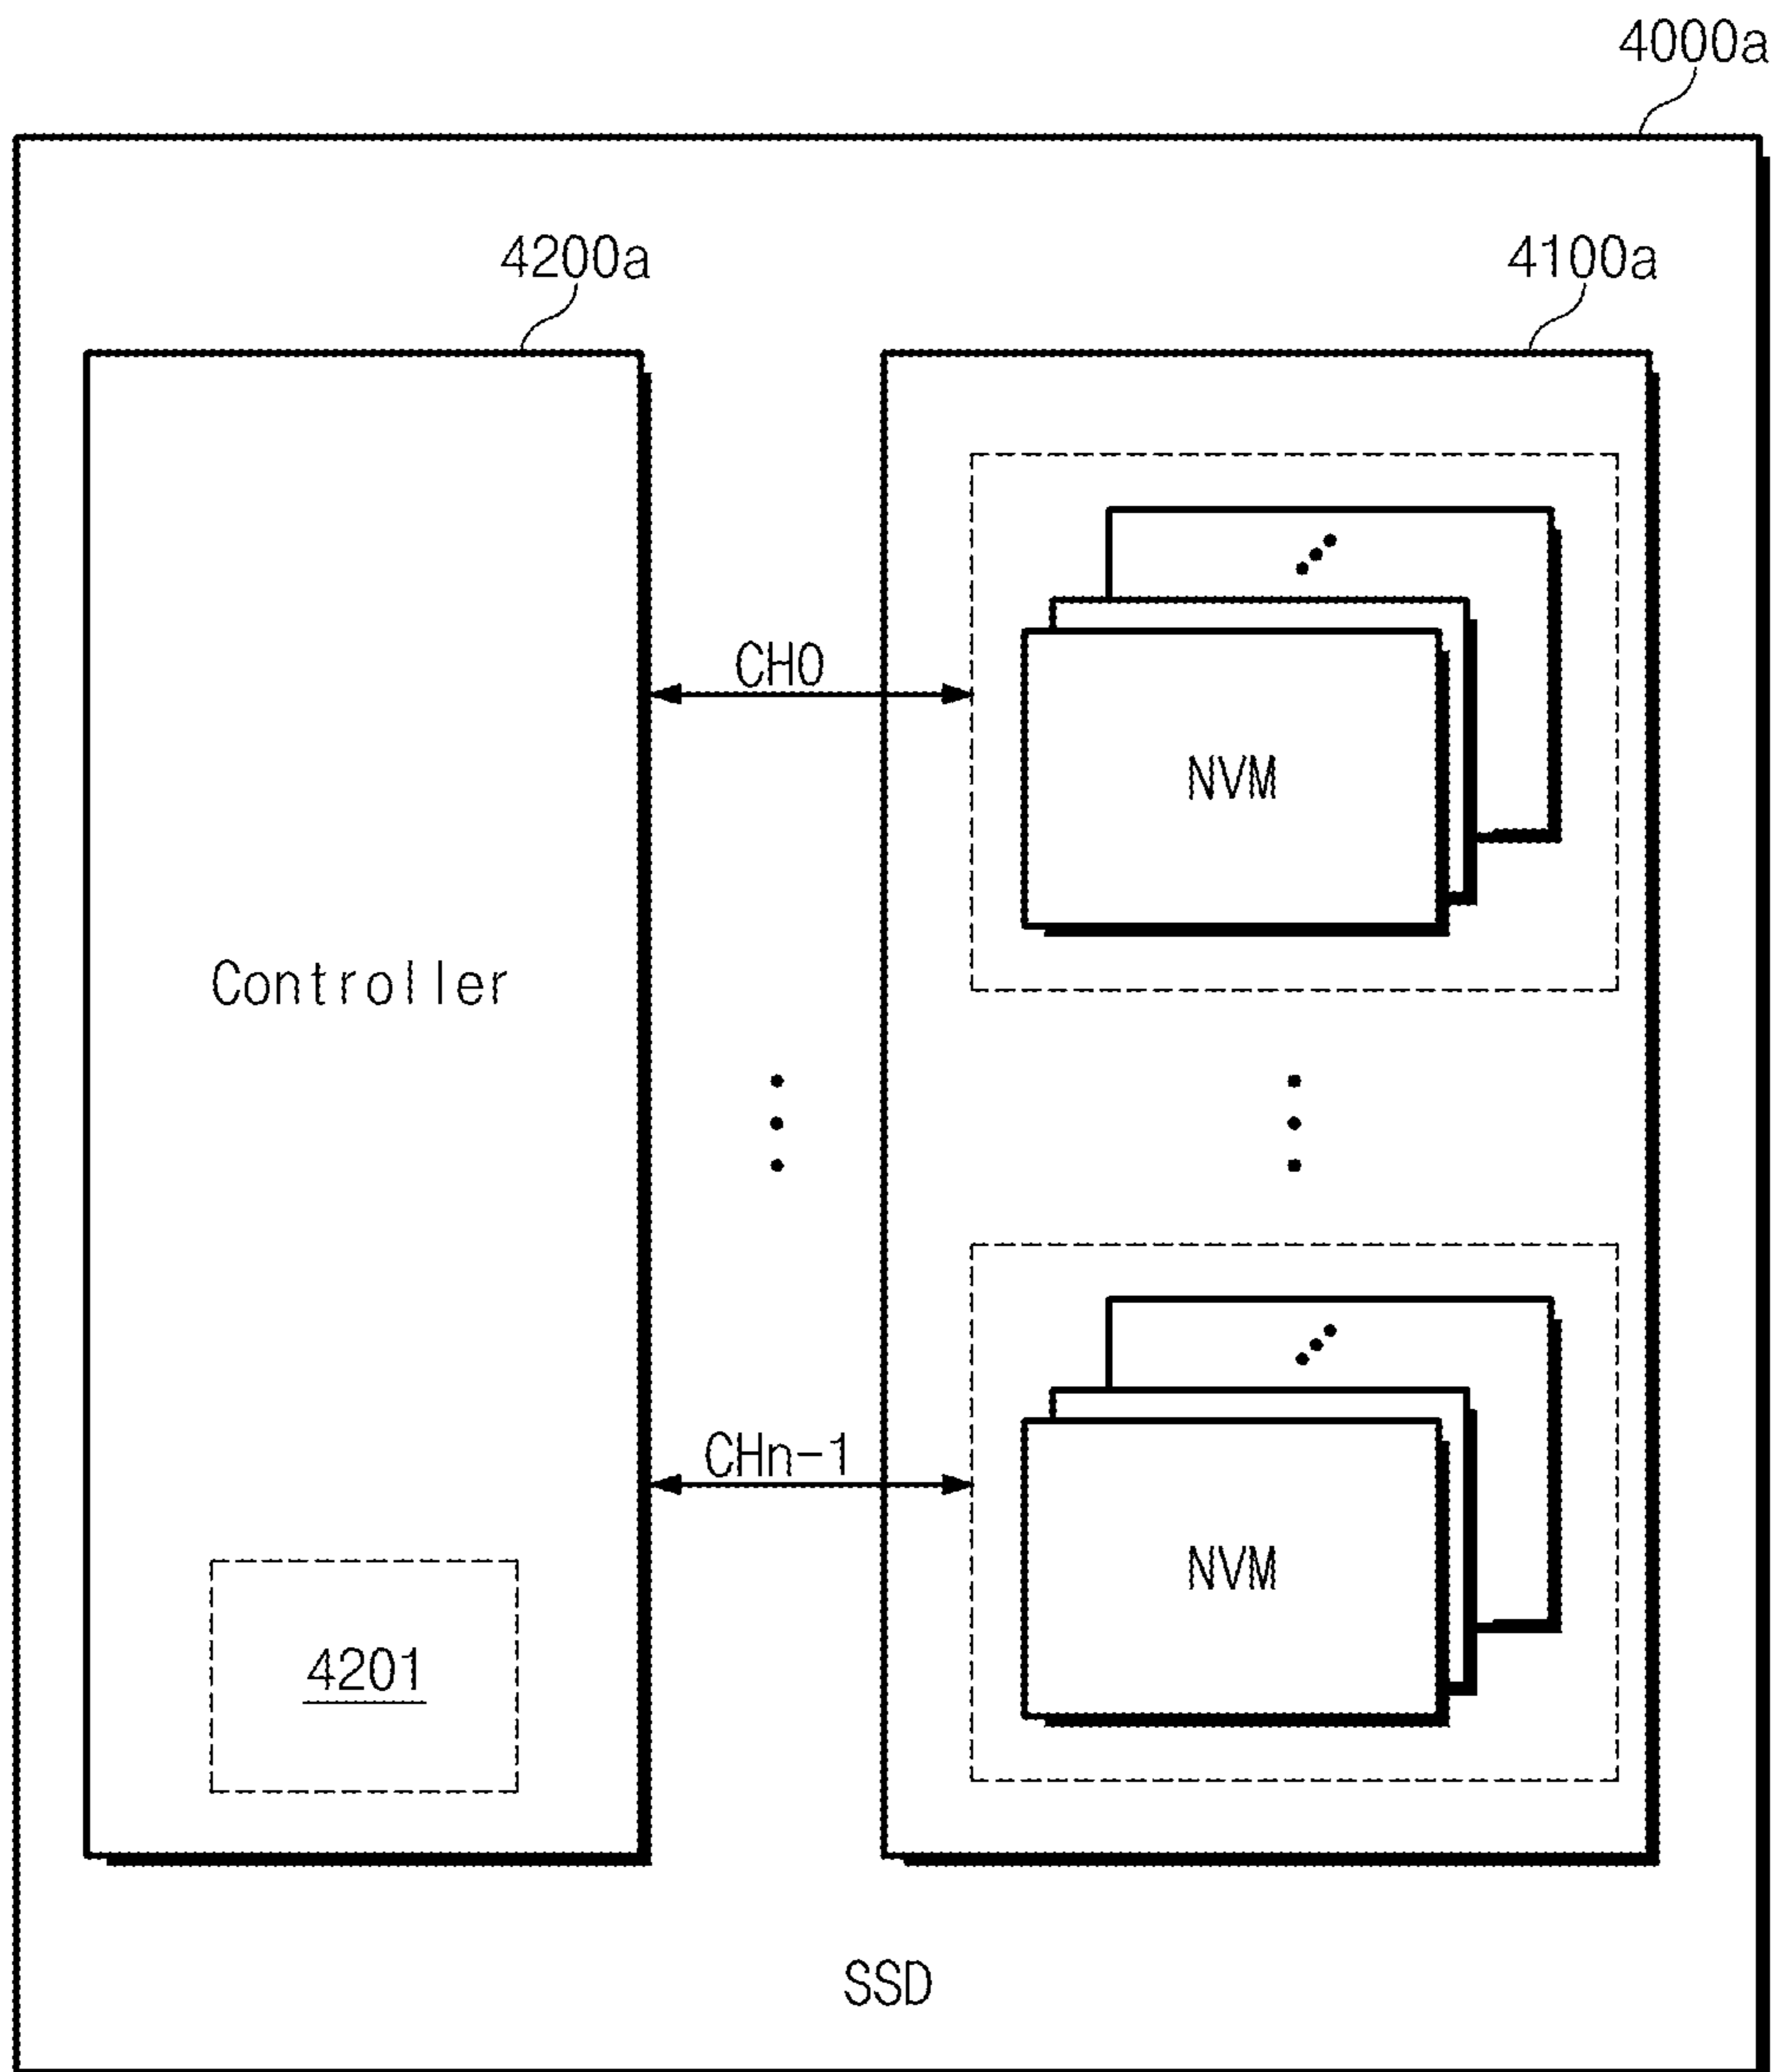 4000a
4200a
4100a
CH0
NVM
Controller
CHn-1
NVM
4201
SSD